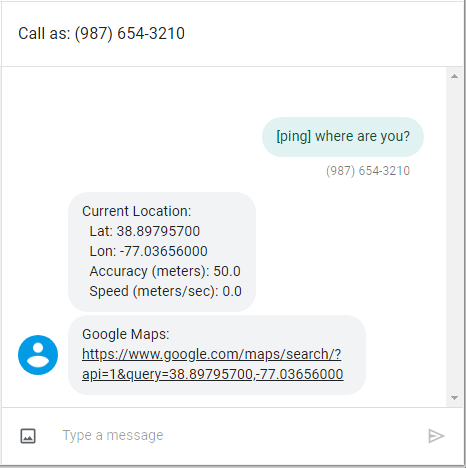 Call as: (987) 654-3210
[ping] where are you?
(987) 654-3210
Current Location:
Lat: 38.89795700
Lon: -77.03656000
Accuracy (meters): 50.0
Speed (meters/sec): 0.0
Google Maps:
https://www.google.com/maps/search/?
api=1&query=38.89795700,-77.03656000
Type a message